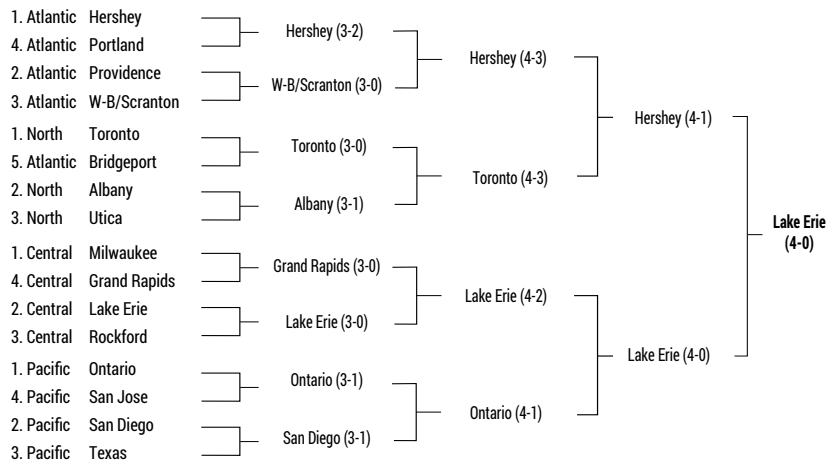 1. Atlantic Hershey
4. Atlantic Portland
2. Atlantic Providence
3. Atlantic W-B/Scranton
1. North Toronto
5. Atlantic Bridgeport
2. North Albany
3. North Utica
1. Central Milwaukee
4. Central Grand Rapids
2. Central Lake Erie
3. Central Rockford
1. Pacific Ontario
4. Pacific San Jose
2. Pacific San Diego
3. Pacific Texas
Hershey (3-2)
W-B/Scranton (3-0)
Toronto (3-0)
Albany (3-1)
Grand Rapids (3-0)
Lake Erie (3-0)
Ontario (3-1)
San Diego (3-1)
Hershey (4-3)
Toronto (4-3)
Lake Erie (4-2)
Ontario (4-1)
Hershey (4-1)
Lake Erie (4-0)
Lake Erie
(4-0)